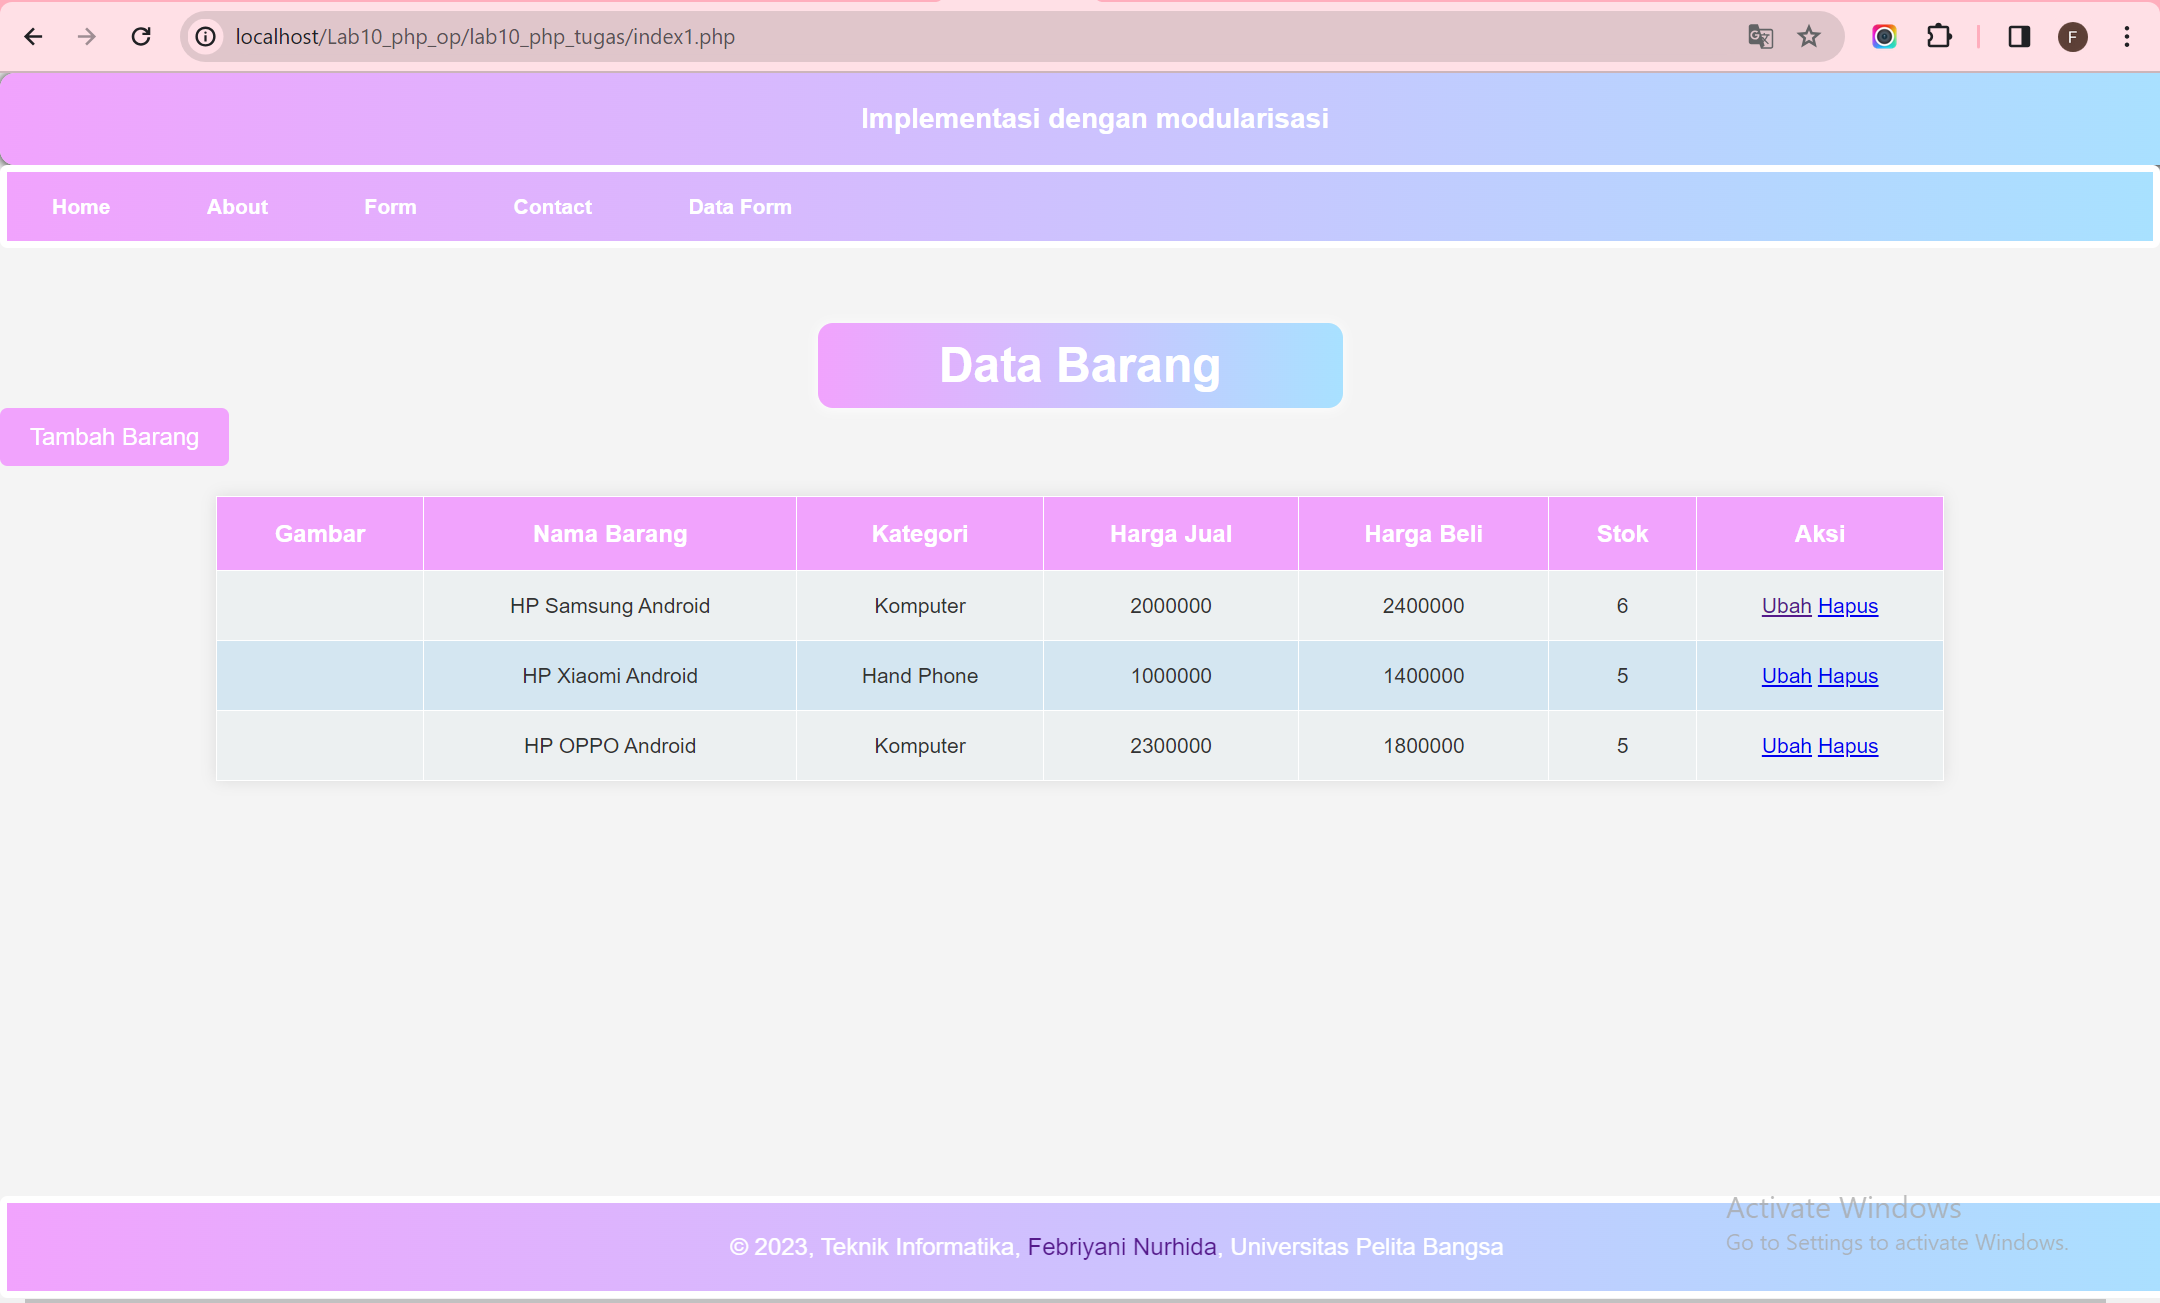 localhost/Lab10_php_op/lab10_php_tugas/index1.php
F
Implementasi dengan modularisasi
Home About Form Contact Data Form
Data Barang
Tambah Barang
Gambar Nama Barang Kategori Harga Jual Harga Beli Stok Aksi
HP Samsung Android Komputer 2000000 2400000 6 Ubah Hapus
HP Xiaomi Android Hand Phone 1000000 1400000 5 Ubah Hapus
HP OPPO Android Komputer 2300000 1800000 5 Ubah Hapus
Activate Windows
Go to Settings to activate Windows.
© 2023, Teknik Informatika, Febriyani Nurhida, Universitas Pelita Bangsa